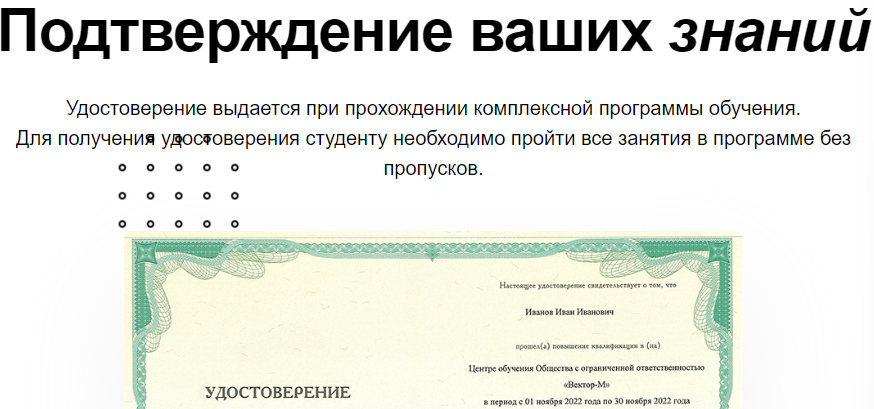 Подтверждение ваших знаний
Удостоверение выдается при прохождении комплексной программы обучения.
Для получения удостоверения студенту необходимо пройти все занятия в программе без
пропусков.
Настоящее удостоверение свидетельствует о том, что
Иванов Иван Иванович
прошел(а) повышение квалификации в (на)
Центре обучения Общества с ограниченной ответственностью
«Вектор-М»
УДОСТОВЕРЕНИЕ
в период с 01 ноября 2022 года по 30 ноября 2022 года